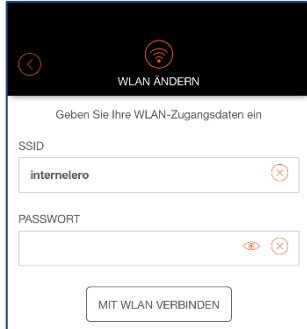 WLAN ÄNDERN
Geben Sie Ihre WLAN-Zugangsdaten ein
SSID
internelero
PASSWORT
MIT WLAN VERBINDEN